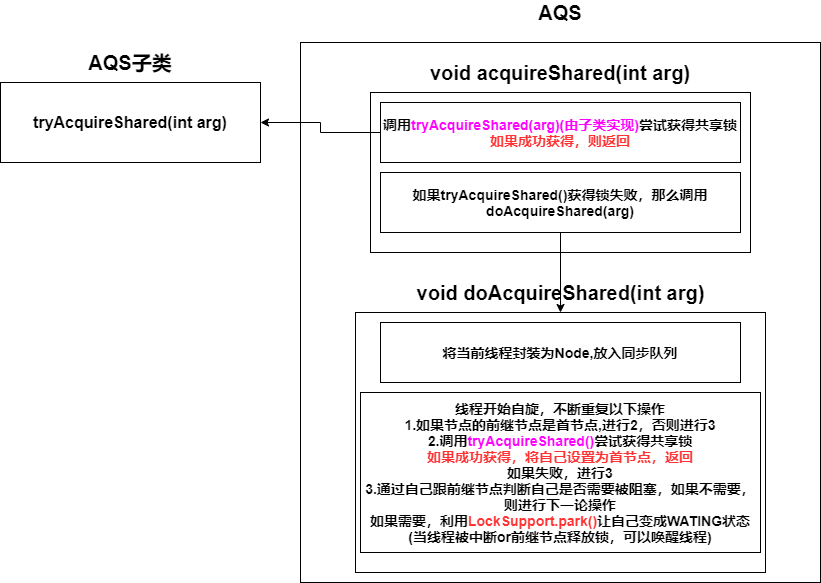 AQS
AQS子类
void acquireShared(int arg)
tryAcquireShared(int arg)
调用tryAcquireShared(arg)(由子类实现)尝试获得共享锁
如果成功获得，则返回
如果tryAcquireShared()获得锁失败，那么调用
doAcquireShared(arg)
void doAcquireShared(int arg)
将当前线程封装为Node,放入同步队列
线程开始自旋，不断重复以下操作
1.如果节点的前继节点是首节点,进行2，否则进行3
2.调用tryAcquireShared()尝试获得共享锁
如果成功获得，将自己设置为首节点，返回
如果失败，进行3
3.通过自己跟前继节点判断自己是否需要被阻塞，如果不需要，
则进行下一论操作
如果需要，利用LockSupport.park()让自己变成WATING状态
(当线程被中断or前继节点释放锁，可以唤醒线程)